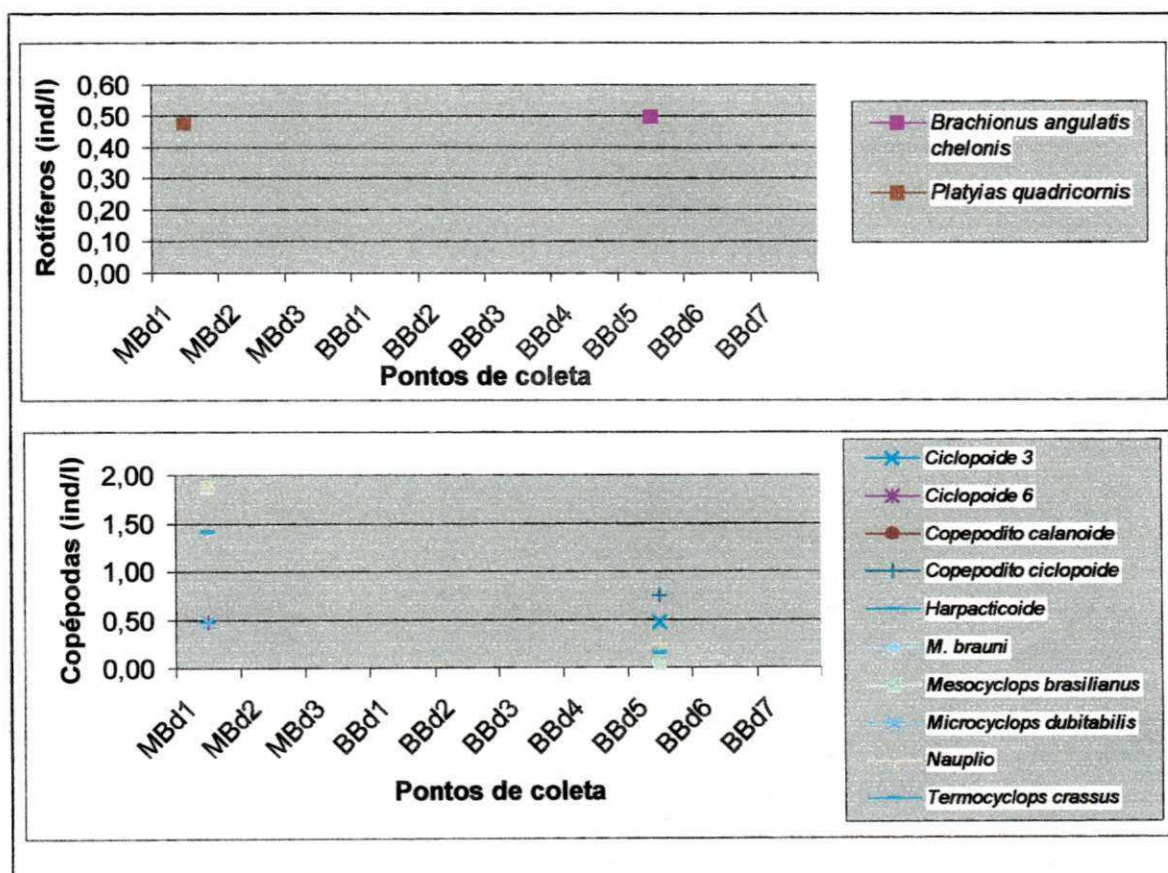 Rotíferos (ind/l)
0,60
0,50
0,40
0,30
0,20
0,10
0,00
MBd1
MBd2
MBd3
BBd1
BBd2
BBd3
BBd4
BBd5
BBd6
BBd7
Pontos de coleta
Brachionus angulatis
chelonis
Platyias quadricornis
Copépodas (ind/l)
2,00
1,50
1,00
0,50
0,00
MBd1
MBd2
MBd3
BBd1
BBd2
BBd3
BBd4
BBd5
BBd6
BBd7
Pontos de coleta
Ciclopoide 3
Ciclopoide 6
Copepodito calanoide
Copepodito ciclopoide
Harpacticoide
M. brauni
Mesocyclops brasilianus
Microcyclops dubitabilis
Nauplio
Termocyclops crassus